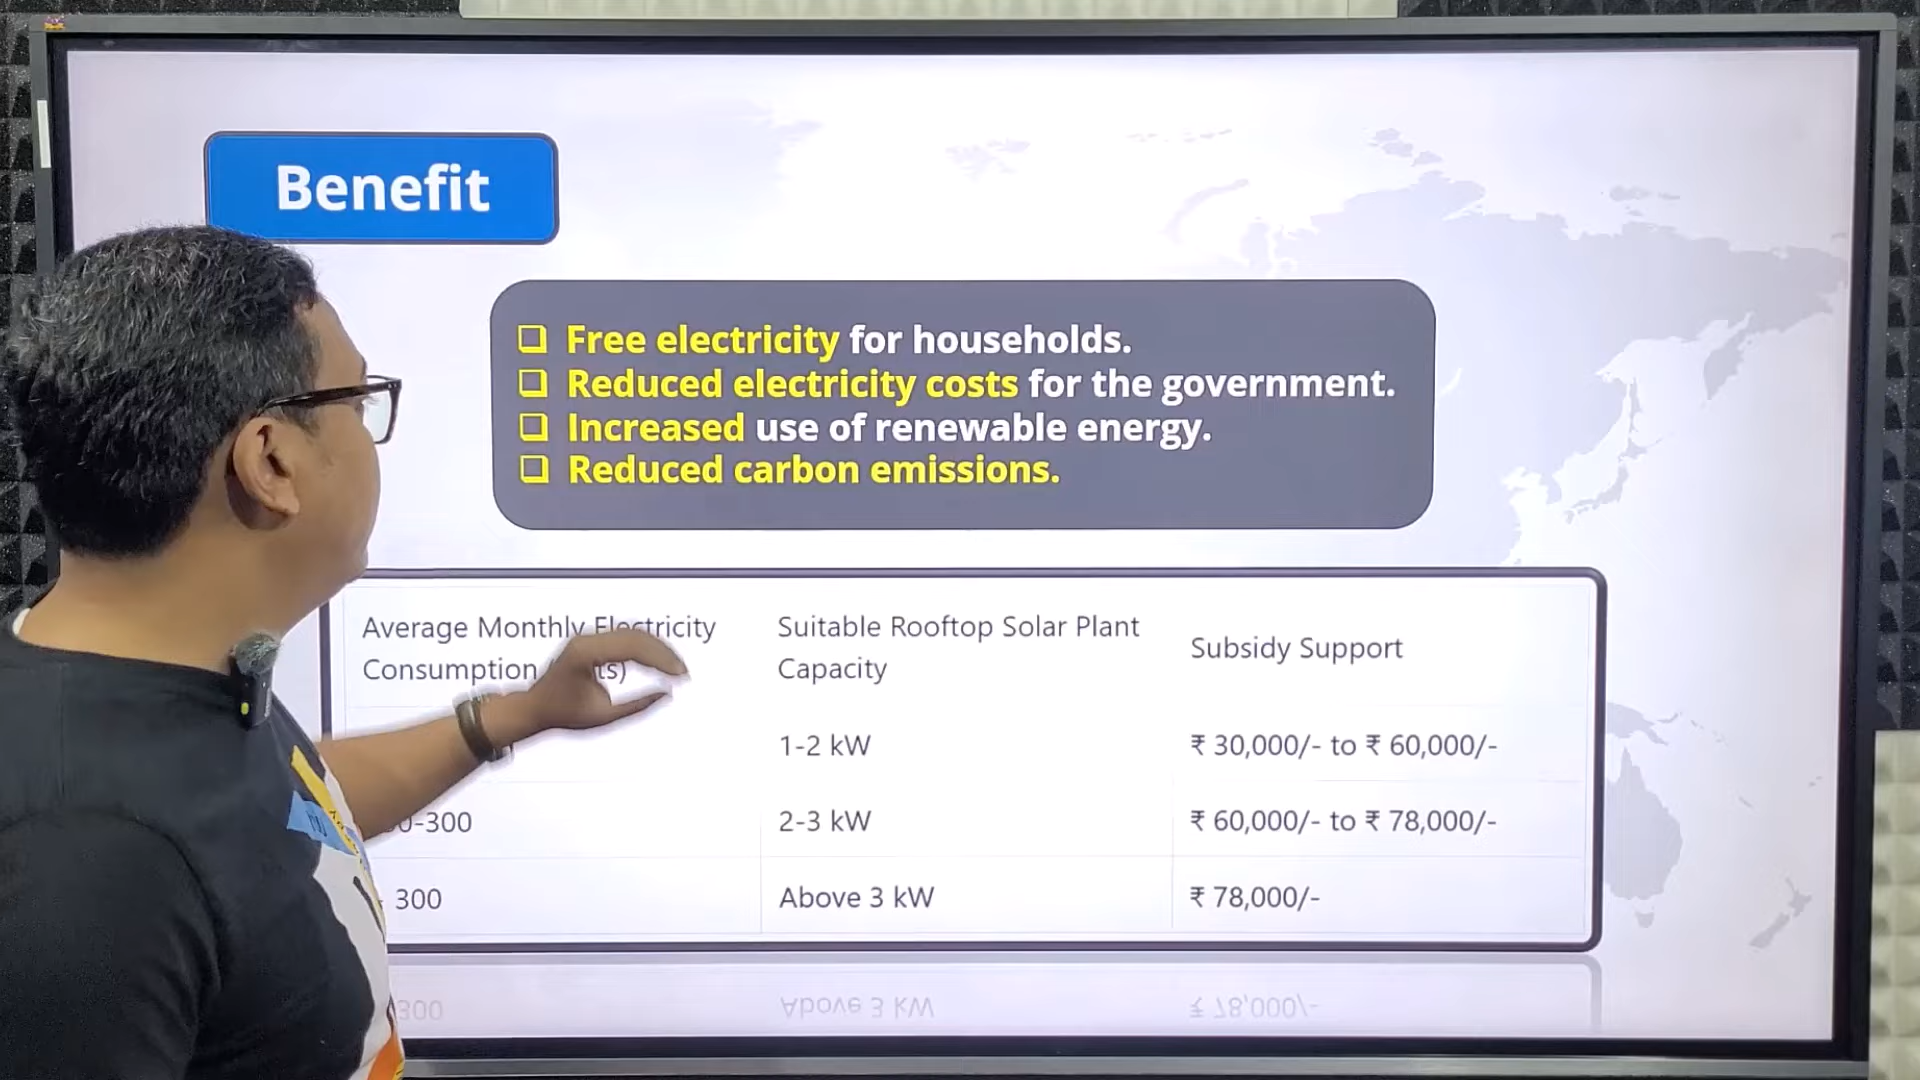 Benefit
❑ Free electricity for households.
❑ Reduced electricity costs for the government.
❑ Increased use of renewable energy.
❑ Reduced carbon emissions.
Average Monthly Electricity
Consumption
Suitable Rooftop Solar Plant
Capacity
Subsidy Support
1-2 kW
₹ 30,000/- to ₹ 60,000/-
0-300
2-3 kW
₹ 60,000/- to ₹ 78,000/-
300
Above 3 kW
₹ 78,000/-